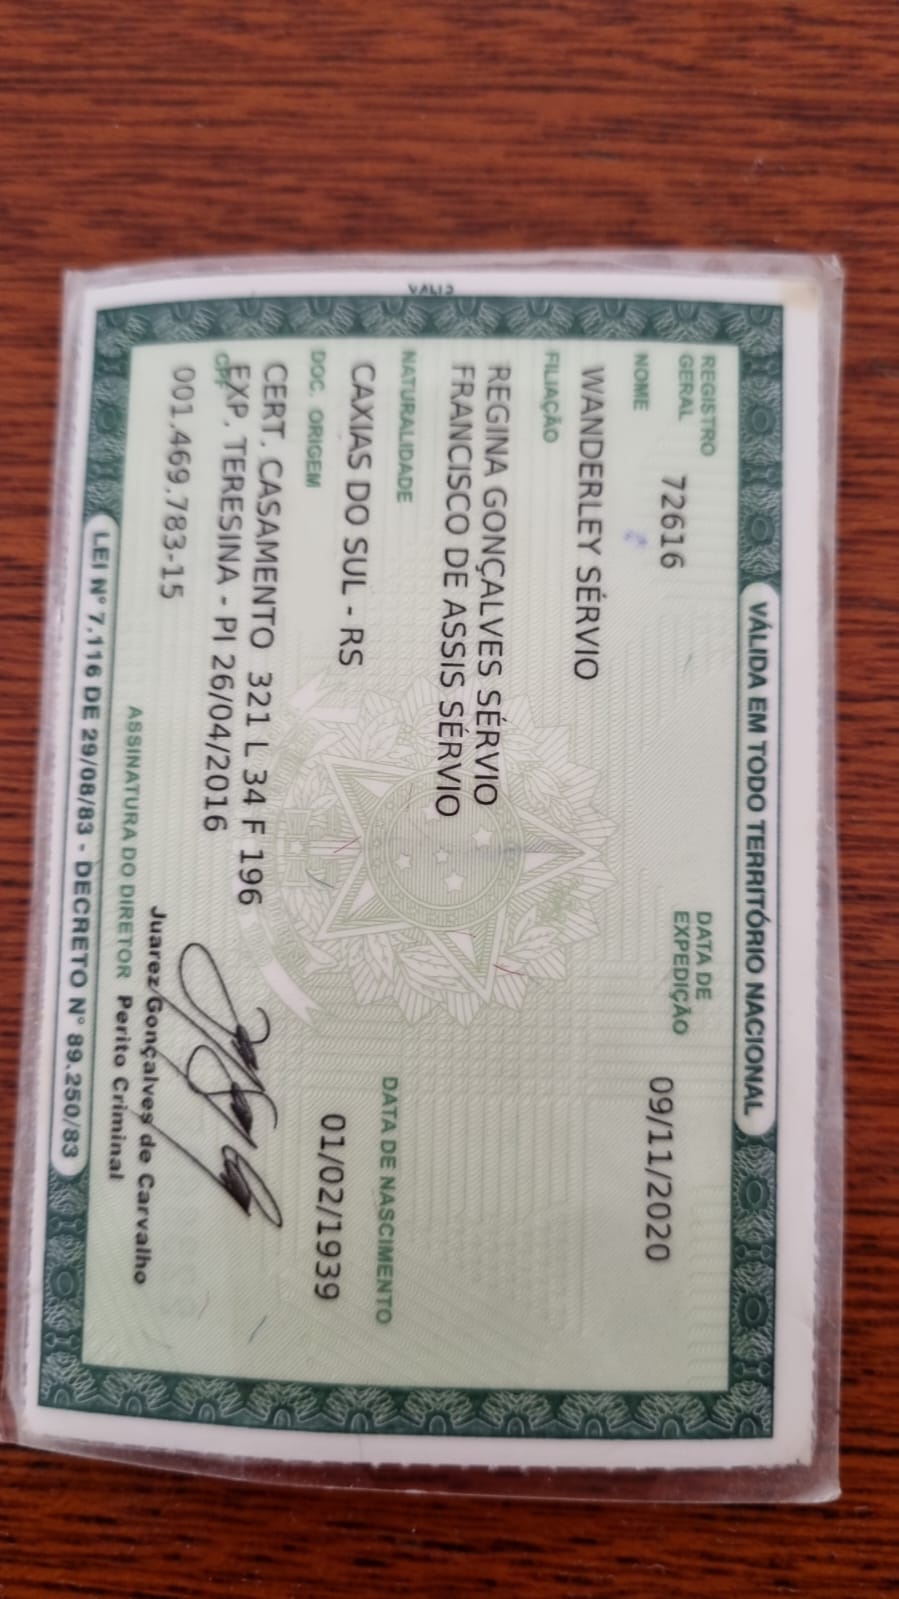 VÁLIDA EM TODO TERRITÓRIO NACIONAL
REGISTRO GERAL 72616 DATA DE EXPEDIÇÃO 09/11/2020
NOME
WANDERLEY SÉRVIO
FILIAÇÃO
REGINA GONÇALVES SÉRVIO
FRANCISCO DE ASSIS SÉRVIO
NATURALIDADE DATA DE NASCIMENTO
CAXIAS DO SUL - RS 01/02/1939
DOC. ORIGEM
CERT. CASAMENTO 321 L 34 F 196
EXP. TERESINA - PI 26/04/2016
CPF
001.469.783-15
Juarez Gonçalves de Carvalho
ASSINATURA DO DIRETOR Perito Criminal
LEI Nº 7.116 DE 29/08/83 - DECRETO Nº 89.250/83